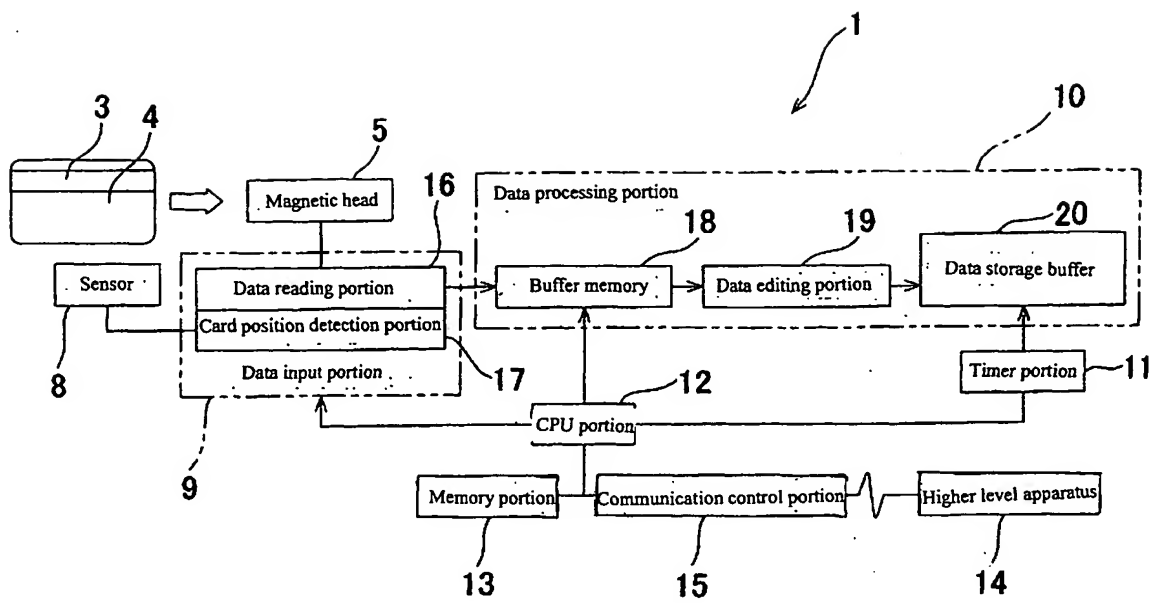 1
3
4
5
10
16
Magnetic head
Data processing portion
18
19
20
Sensor
Data reading portion
Buffer memory
Data editing portion
Data storage buffer
Card position detection portion
8
Data input portion
17
12
Timer portion
11
CPU portion
9
Memory portion
Communication control portion
Higher level apparatus
13
15
14